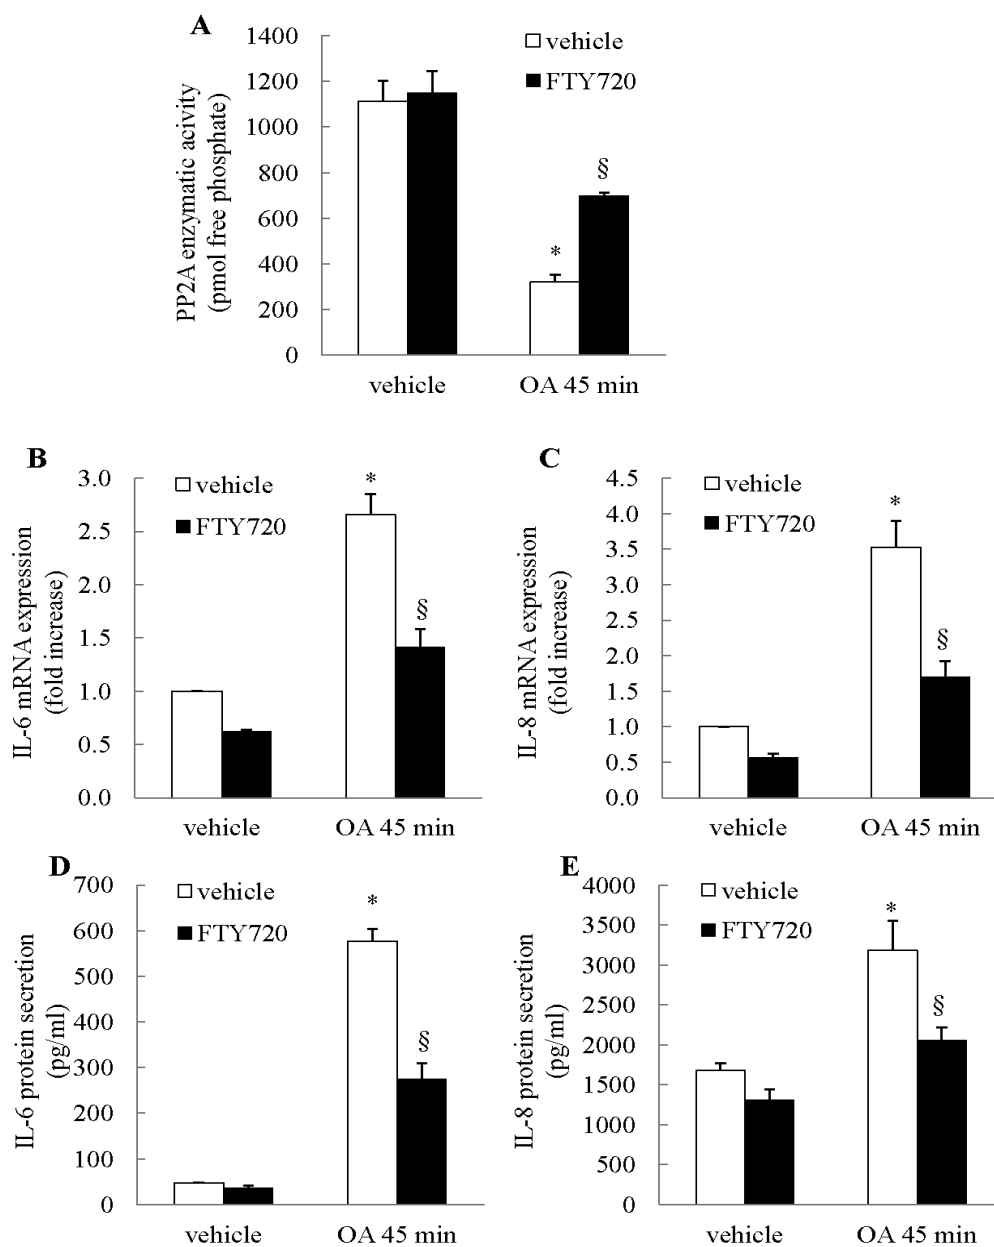 A
1400
1200
1000
800
600
400
200
0
PP2A enzymatic acivity
(pmol free phosphate)
vehicle
FTY720
*
§
vehicle
OA 45 min
B
3.0
2.5
2.0
1.5
1.0
0.5
0.0
IL-6 mRNA expression
(fold increase)
vehicle
FTY720
*
§
vehicle
OA 45 min
C
4.5
4.0
3.5
3.0
2.5
2.0
1.5
1.0
0.5
0.0
IL-8 mRNA expression
(fold increase)
vehicle
FTY720
*
§
vehicle
OA 45 min
D
700
600
500
400
300
200
100
0
IL-6 protein secretion
(pg/ml)
vehicle
FTY720
*
§
vehicle
OA 45 min
E
4000
3500
3000
2500
2000
1500
1000
500
0
IL-8 protein secretion
(pg/ml)
vehicle
FTY720
*
§
vehicle
OA 45 min